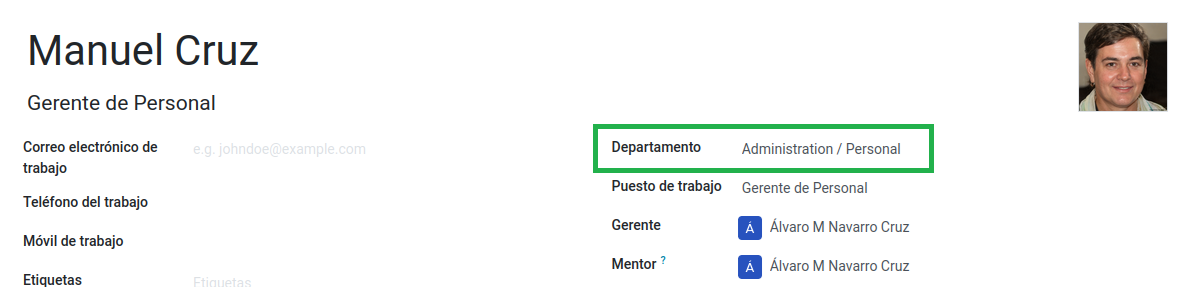 Manuel Cruz
Gerente de Personal
Correo electrónico de
trabajo
e.g. johndoe@example.com
Teléfono del trabajo
Móvil de trabajo
Etiquetas
Etiquetas
Departamento
Administration / Personal
Puesto de trabajo
Gerente de Personal
Gerente
Á
Álvaro M Navarro Cruz
Mentor ?
Á
Álvaro M Navarro Cruz